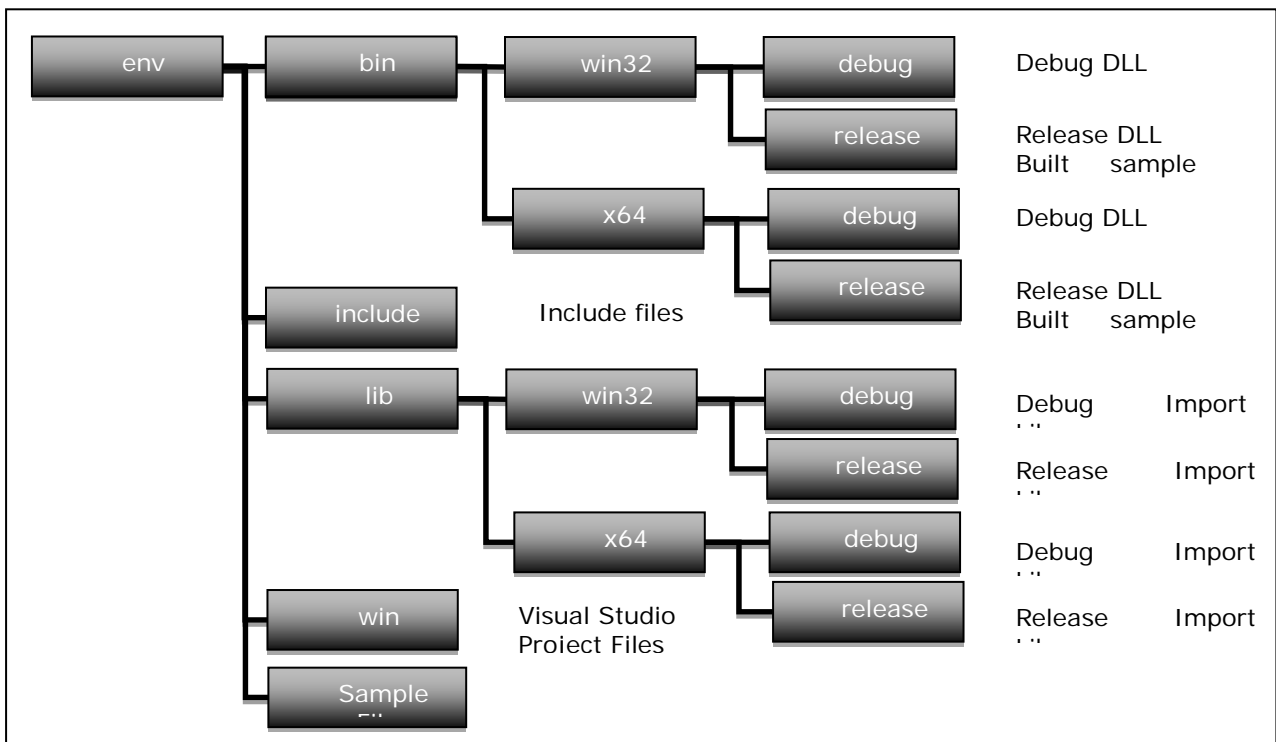 env bin win32 debug Debug DLL
release Release DLL
Built sample
x64 debug Debug DLL
release Release DLL
Built sample
include Include files
lib win32 debug Debug Import
release Release Import
x64 debug Debug Import
release Release Import
win Visual Studio
Project Files
Sample